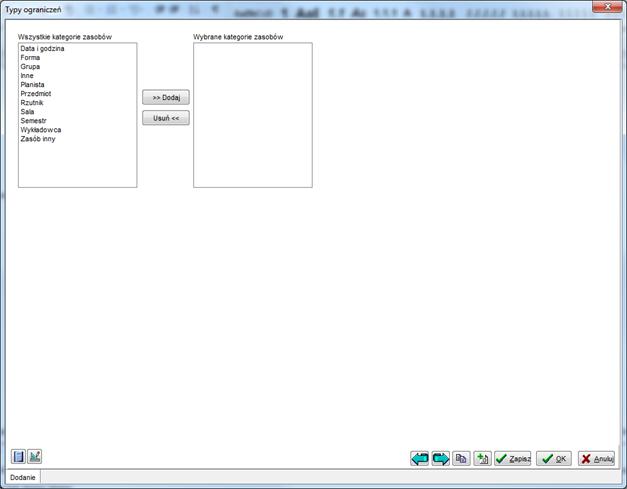 Typy ograniczeń
Wszystkie kategorie zasobów
Wybrane kategorie zasobów
Data i godzina
Forma
Grupa
Inne
Planista
Przedmiot
Rzutnik
Sala
Semestr
Wykładowca
Zasób inny
>> Dodaj
Usuń <<
Zapisz
OK
Anuluj
Dodanie